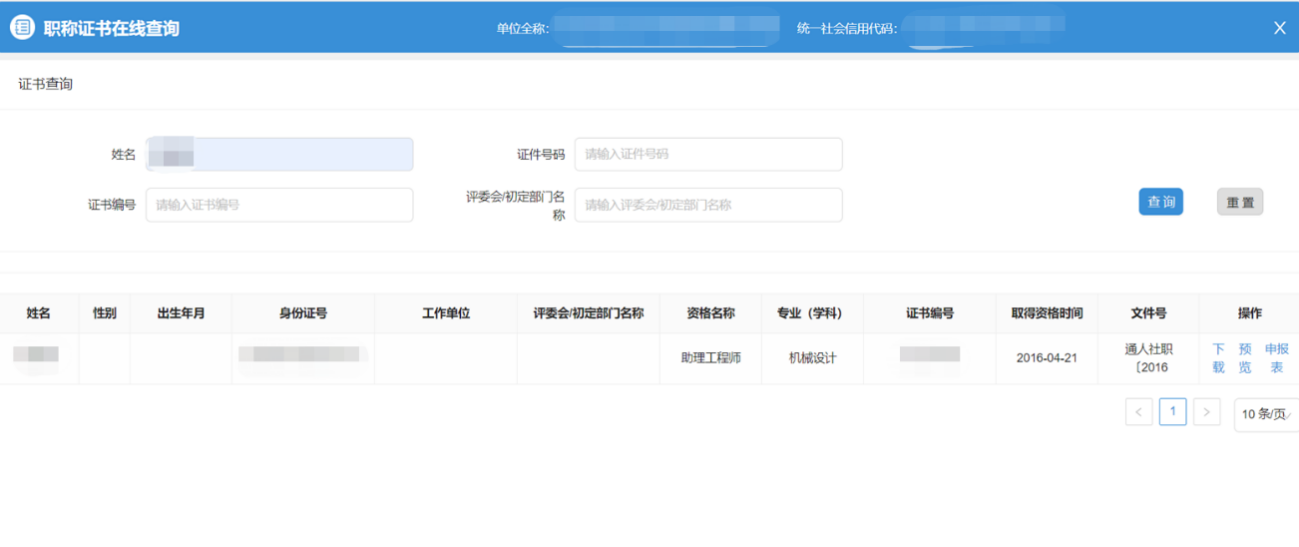 职称证书在线查询
单位全称:
统一社会信用代码:
X
证书查询
姓名
证件号码
请输入证件号码
证书编号
请输入证书编号
评委会/初定部门名
称
请输入评委会/初定部门名称
查 询
重 置
姓名 性别 出生年月 身份证号 工作单位 评委会/初定部门名称 资格名称 专业（学科） 证书编号 取得资格时间 文件号 操作
助理工程师 机械设计 2016-04-21 通人社职 下 预 申报
〔2016 载 览 表
< 1 > 10 条/页